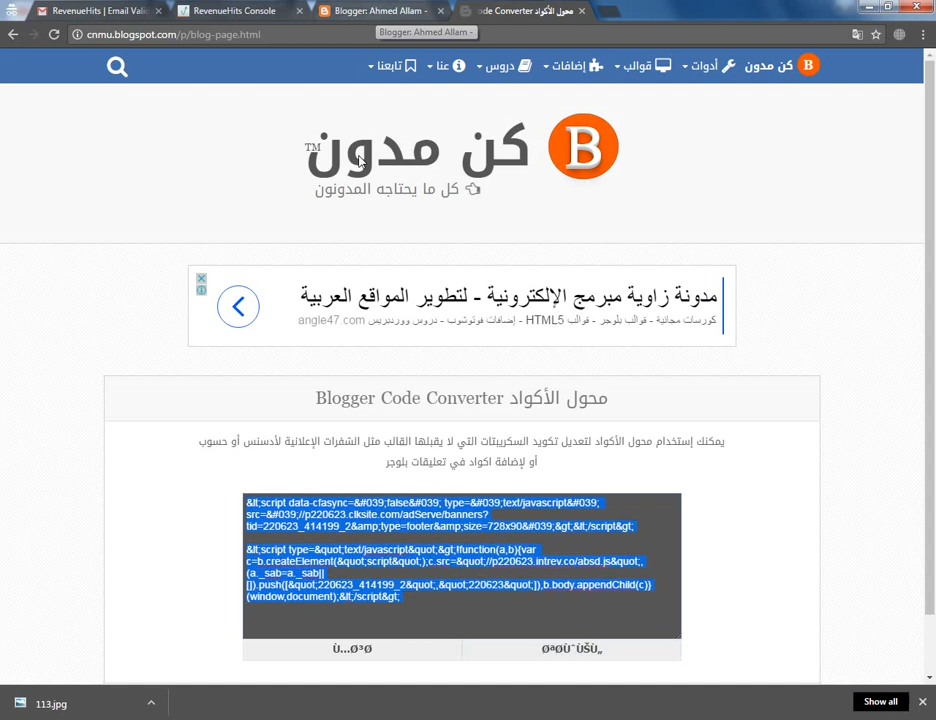 RevenueHits | Email Vali
RevenueHits Console
Blogger: Ahmed Allam -
ode Converter محول الأكواد
cnmu.blogspot.com/p/blog-page.html
Blogger: Ahmed Allam -
B كن مدون
أدوات
قوالب
إضافات
دروس
عنا
تابعنا
B
كن مدون™
كل ما يحتاجه المدونون
مدونة زاوية مبرمج الإلكترونية - لتطوير المواقع العربية
كورسات مجانية - قوالب بلوجر - قوالب HTML5 - إضافات فوتوشوب - دروس ووردبريس angle47.com
محول الأكواد Blogger Code Converter
يمكنك إستخدام محول الأكواد لتعديل تكويد السكريبتات التي لا يقبلها القالب مثل الشفرات الإعلانية لأدسنس أو حسوب
أو لإضافة اكواد في تعليقات بلوجر
&lt;script data-cfasync=&#039;false&#039; type=&#039;text/javascript&#039;
src=&#039;//p220623.clksite.com/adServe/banners?
tid=220623_414199_2&amp;type=footer&amp;size=728x90&#039;&gt;&lt;/script&gt;
&lt;script type=&quot;text/javascript&quot;&gt;!function(a,b){var
c=b.createElement(&quot;script&quot;);c.src=&quot;//p220623.intrev.co/absd.js&quot;,
(a._sab=a._sab||
[]).push([&quot;220623_414199_2&quot;,&quot;220623&quot;]),b.body.appendChild(c)}
(window,document);&lt;/script&gt;
Ù…Ø³Ø
ØªØÙˆÙŠÙ„
113.jpg
Show all